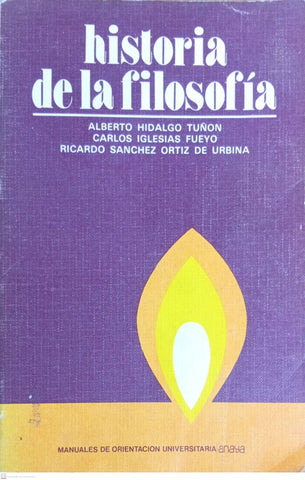 historia
de la filosofía
ALBERTO HIDALGO TUÑON
CARLOS IGLESIAS FUEYO
RICARDO SANCHEZ ORTIZ DE URBINA
MANUALES DE ORIENTACION UNIVERSITARIA anaya